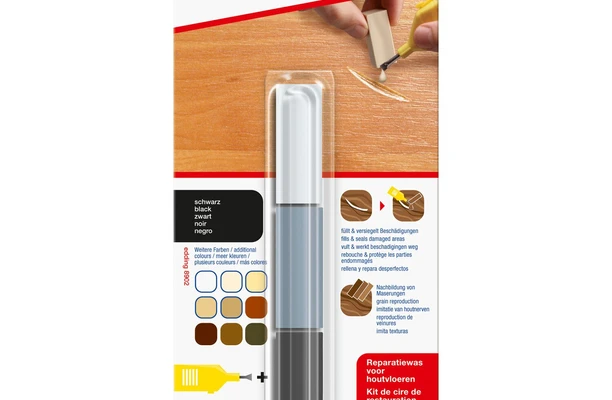 schwarz
black
zwart
noir
negro
Weitere Farben / additional
colours / meer kleuren /
plusieurs couleurs / más colores
edding 8902
füllt & versiegelt Beschädigungen
fills & seals damaged areas
vult & werkt beschadigingen weg
rebouche & protège les parties
endommagés
rellena y repara desperfectos
Nachbildung von
Maserungen
grain reproduction
imitatie van houtnerven
reproduction de
veinures
imita texturas
Reparatiewas
voor
houtvloeren
Kit de cire de
restauration